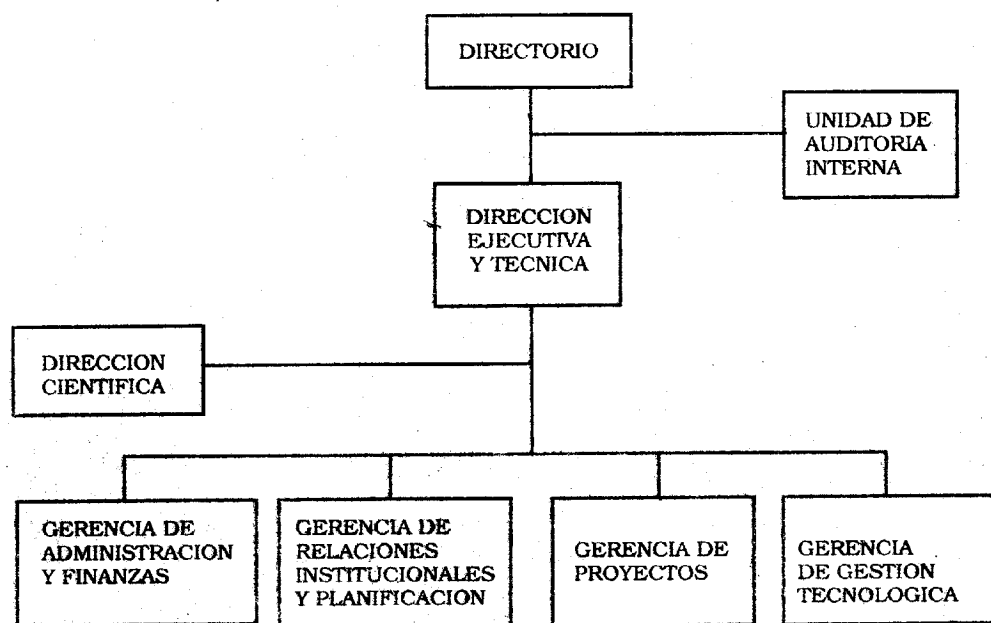 DIRECTORIO
UNIDAD DE
AUDITORIA
INTERNA
DIRECCION
EJECUTIVA
Y TECNICA
DIRECCION
CIENTIFICA
GERENCIA DE
ADMINISTRACION
Y FINANZAS
GERENCIA DE
RELACIONES
INSTITUCIONALES
Y PLANIFICACION
GERENCIA DE
PROYECTOS
GERENCIA
DE GESTION
TECNOLOGICA